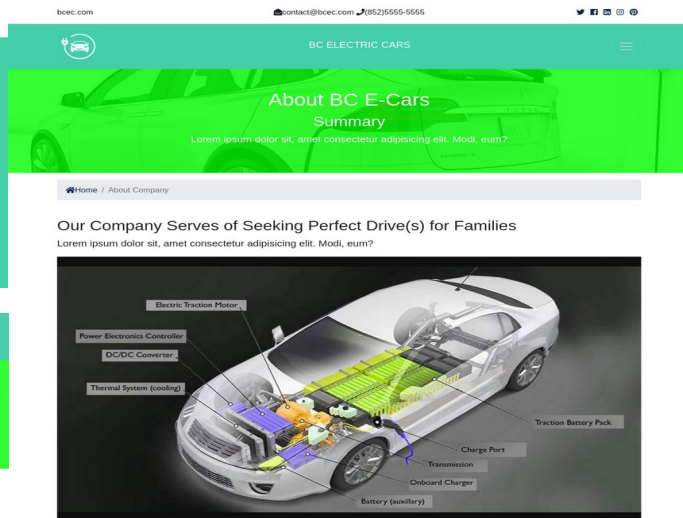 bcec.com
contact@bcec.com (852)5555-5555
BC ELECTRIC CARS
About BC E-Cars
Summary
Lorem ipsum dolor sit, amet consectetur adipisicing elit. Modi, eum?
Home / About Company
Our Company Serves of Seeking Perfect Drive(s) for Families
Lorem ipsum dolor sit, amet consectetur adipisicing elit. Modi, eum?
Electric Traction Motor
Power Electronics Controller
DC/DC Converter
Thermal System (cooling)
Traction Battery Pack
Charge Port
Transmission
Onboard Charger
Battery (auxillary)